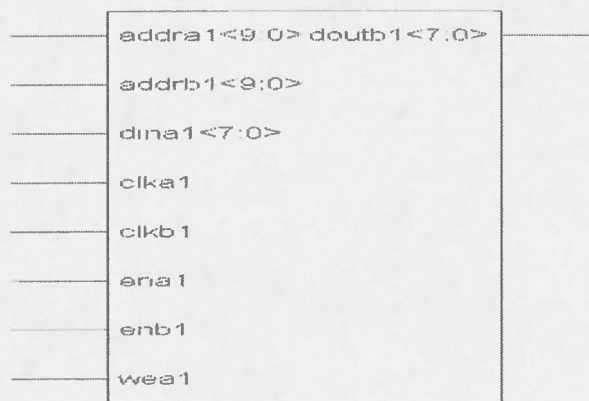 addra1<9:0> doutb1<7:0>
addrb1<9:0>
dina1<7:0>
clka1
clkb1
ena1
enb1
wea1